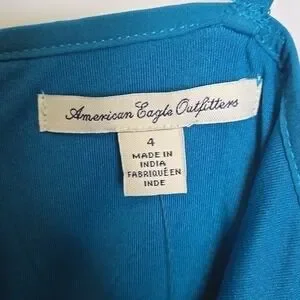 American Eagle Outfitters
4
MADE IN
INDIA
FABRIQUÉ EN
INDE